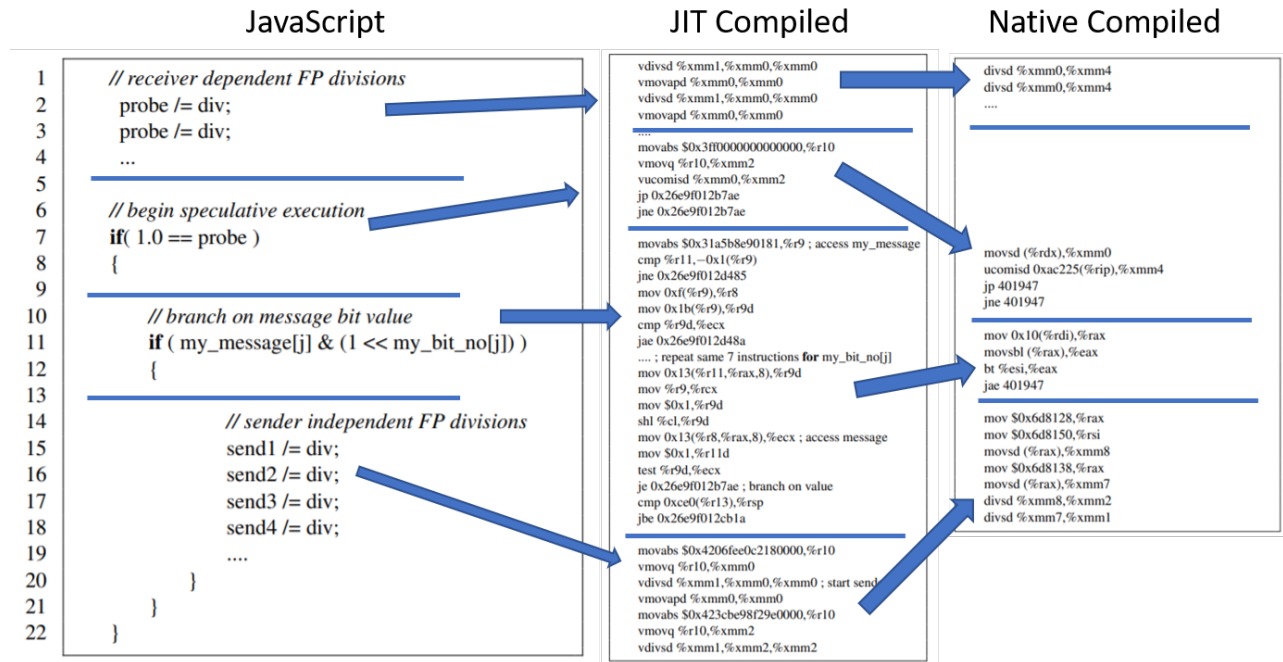 JavaScript
1 // receiver dependent FP divisions
2 probe /= div;
3 probe /= div;
4 ...
5
6 // begin speculative execution
7 if( 1.0 == probe )
8 {
9
10 // branch on message bit value
11 if ( my_message[j] & (1 << my_bit_no[j]) )
12 {
13
14 // sender independent FP divisions
15 send1 /= div;
16 send2 /= div;
17 send3 /= div;
18 send4 /= div;
19 ....
20 }
21 }
22 }
JIT Compiled
vdivsd %xmm1,%xmm0,%xmm0
vmovapd %xmm0,%xmm0
vdivsd %xmm1,%xmm0,%xmm0
vmovapd %xmm0,%xmm0
....
movabs $0x3ff0000000000000,%r10
vmovq %r10,%xmm2
vucomisd %xmm0,%xmm2
jp 0x26e9f012b7ae
jne 0x26e9f012b7ae
movabs $0x31a5b8e90181,%r9 ; access my_message
cmp %r11,−0x1(%r9)
jne 0x26e9f012d485
mov 0xf(%r9),%r8
mov 0x1b(%r9),%r9d
cmp %r9d,%ecx
jae 0x26e9f012d48a
.... ; repeat same 7 instructions for my_bit_no[j]
mov 0x13(%r11,%rax,8),%r9d
mov %r9,%rcx
mov $0x1,%r9d
shl %cl,%r9d
mov 0x13(%r8,%rax,8),%ecx ; access message
mov $0x1,%r11d
test %r9d,%ecx
je 0x26e9f012b7ae ; branch on value
cmp 0xce0(%r13),%rsp
jbe 0x26e9f012cb1a
movabs $0x4206fee0c2180000,%r10
vmovq %r10,%xmm0
vdivsd %xmm1,%xmm0,%xmm0 ; start send
vmovapd %xmm0,%xmm0
movabs $0x423cbe98f29e0000,%r10
vmovq %r10,%xmm2
vdivsd %xmm1,%xmm2,%xmm2
Native Compiled
divsd %xmm0,%xmm4
divsd %xmm0,%xmm4
....
movsd (%rdx),%xmm0
ucomisd 0xac225(%rip),%xmm4
jp 401947
jne 401947
mov 0x10(%rdi),%rax
movsbl (%rax),%eax
bt %esi,%eax
jae 401947
mov $0x6d8128,%rax
mov $0x6d8150,%rsi
movsd (%rax),%xmm8
mov $0x6d8138,%rax
movsd (%rax),%xmm7
divsd %xmm8,%xmm2
divsd %xmm7,%xmm1